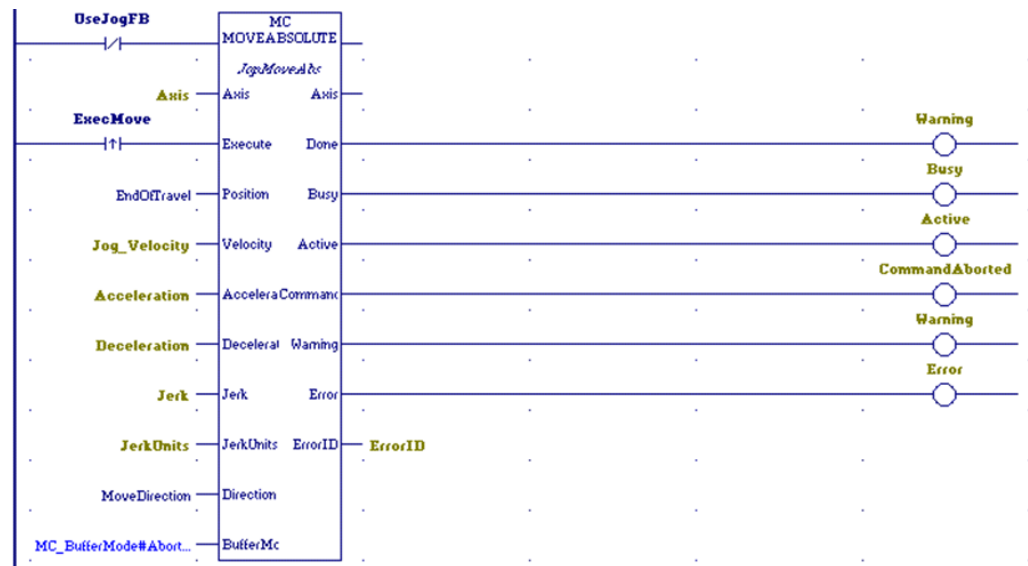 UseJogFB
MC
MOVEABSOLUTE
JogMoveAbs
Axis Axis Axis
ExecMove Warning
Execute Done
Busy
EndOfTravel Position Busy
Active
Jog_Velocity Velocity Active
CommandAborted
Acceleration AcceleraCommanc
Warning
Deceleration Decelerat Warning
Error
Jerk Jerk Error
JerkUnits JerkUnits ErrorID ErrorID
MoveDirection Direction
MC_BufferMode#Abort... BufferMc